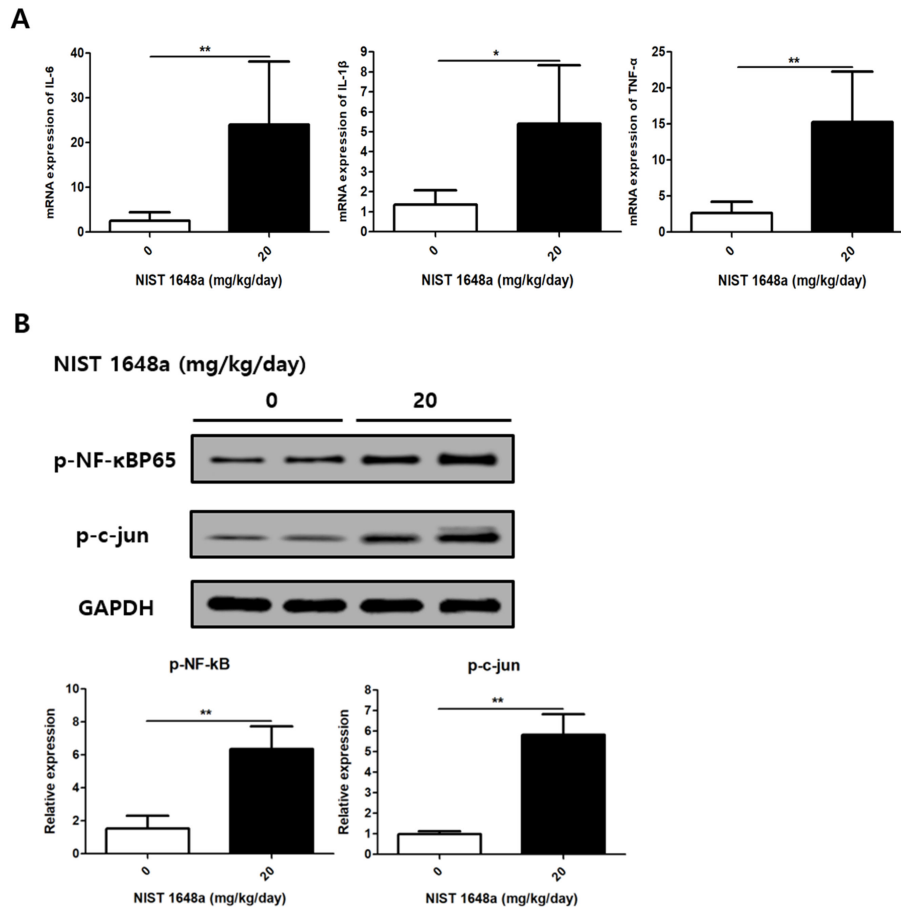 A
mRNA expression of IL-6
40
30
20
10
0
**
0
20
NIST 1648a (mg/kg/day)
mRNA expression of IL-1β
9
8
7
6
5
4
3
2
1
0
*
0
20
NIST 1648a (mg/kg/day)
mRNA expression of TNF-α
25
20
15
10
5
0
**
0
20
NIST 1648a (mg/kg/day)
B
NIST 1648a (mg/kg/day)
0 20
p-NF-κBP65
p-c-jun
GAPDH
p-NF-kB
Relative expression
10
8
6
4
2
0
**
0
20
NIST 1648a (mg/kg/day)
p-c-jun
Relative expression
8
7
6
5
4
3
2
1
0
**
0
20
NIST 1648a (mg/kg/day)